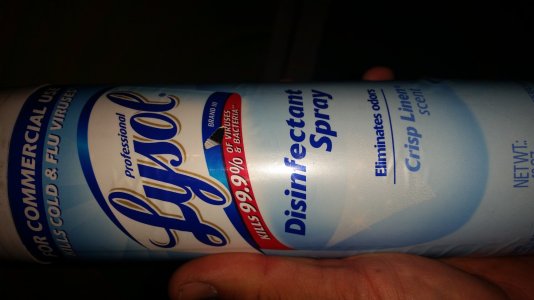 FOR COMMERCIAL USE
KILLS COLD & FLU VIRUSES
Professional
Lysol
BRAND III
KILLS 99.9% OF VIRUSES & BACTERIA
Disinfectant
Spray
Eliminates odors
Crisp Linen
scent
NET WT: